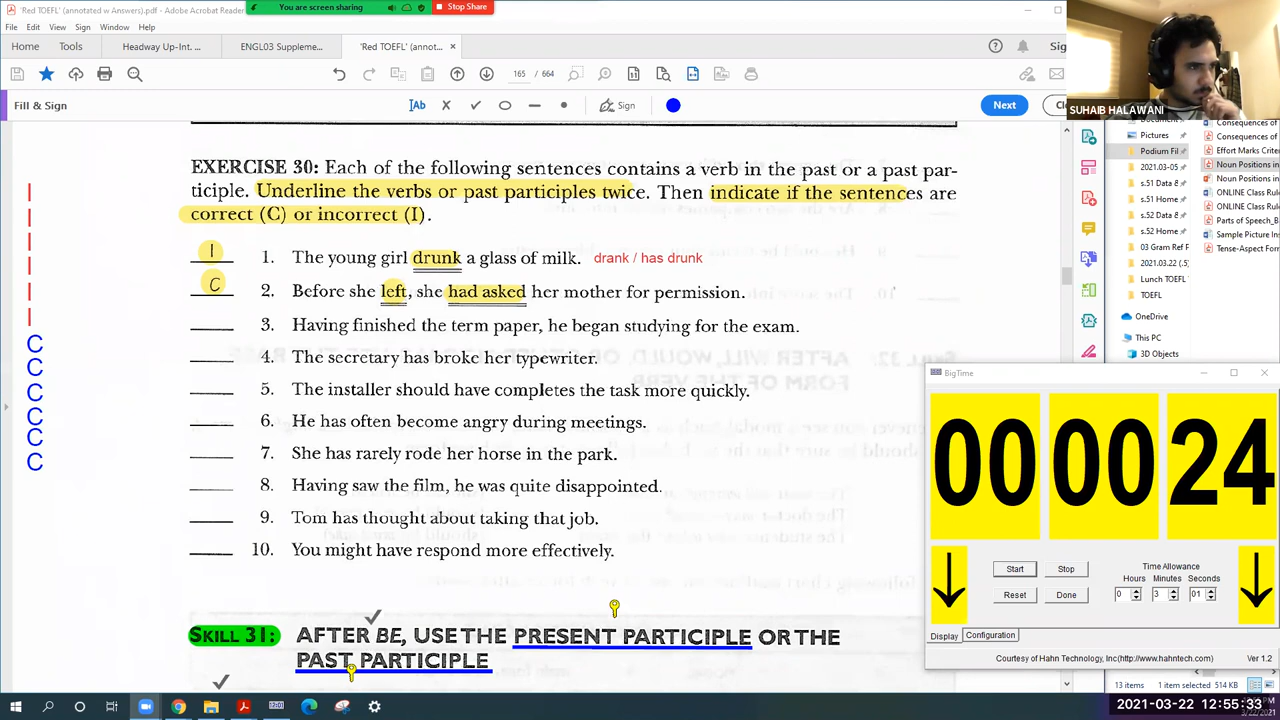 'Red TOEFL' (annotated w Answers).pdf - Adobe Acrobat Reader
You are screen sharing
Stop Share
File Edit View Sign Window Help
Home Tools Headway Up-Int. ... ENGL03 Suppleme... 'Red TOEFL' (annot... ×
165 / 664
Fill & Sign
Ab
Sign
Next
SUHAIB HALAWANI
EXERCISE 30: Each of the following sentences contains a verb in the past or a past par-
ticiple. Underline the verbs or past participles twice. Then indicate if the sentences are
correct (C) or incorrect (I).
I 1. The young girl drunk a glass of milk. drank / has drunk
C 2. Before she left, she had asked her mother for permission.
3. Having finished the term paper, he began studying for the exam.
4. The secretary has broke her typewriter.
5. The installer should have completes the task more quickly.
6. He has often become angry during meetings.
7. She has rarely rode her horse in the park.
8. Having saw the film, he was quite disappointed.
9. Tom has thought about taking that job.
10. You might have respond more effectively.
SKILL 31: AFTER BE, USE THE PRESENT PARTICIPLE OR THE
PAST PARTICIPLE
I
I
I
I
I
I
C
C
C
C
C
C
Pictures
Podium Fil
2021-03-05
s.51 Home
s.52 Data
s.52 Home
03 Gram Ref
2021.03.22 (.5)
Lunch TOEFL
TOEFL
OneDrive
This PC
3D Objects
Consequences of
Consequences of
Effort Marks Crite
Noun Positions in
Noun Positions in
ONLINE Class Rule
ONLINE Class Rule
Parts of Speech_B
Sample Picture Ins
Tense-Aspect Form
BigTime
00 00 24
Start Stop
Reset Done
Time Allowance
Hours Minutes Seconds
0 3 01
Display Configuration
Courtesy of Hahn Technology, Inc(http://www.hahntech.com) Ver 1.2
13 items 1 item selected 514 KB
2021-03-22 12:55:33